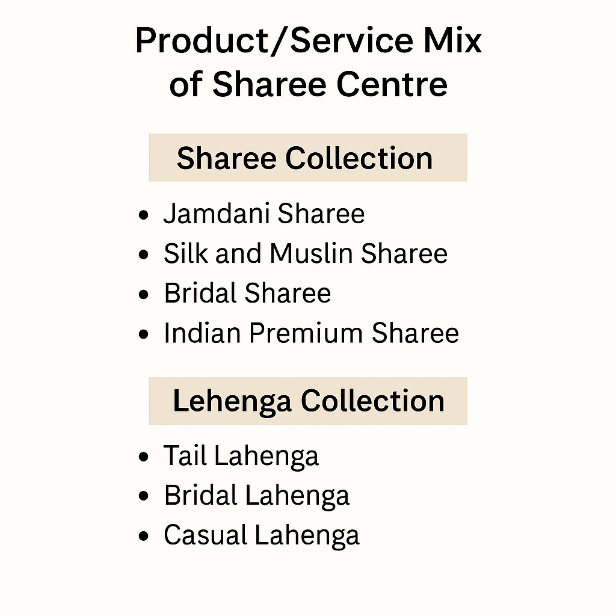 Product/Service Mix
of Sharee Centre
Sharee Collection
• Jamdani Sharee
• Silk and Muslin Sharee
• Bridal Sharee
• Indian Premium Sharee
Lehenga Collection
• Tail Lahenga
• Bridal Lahenga
• Casual Lahenga